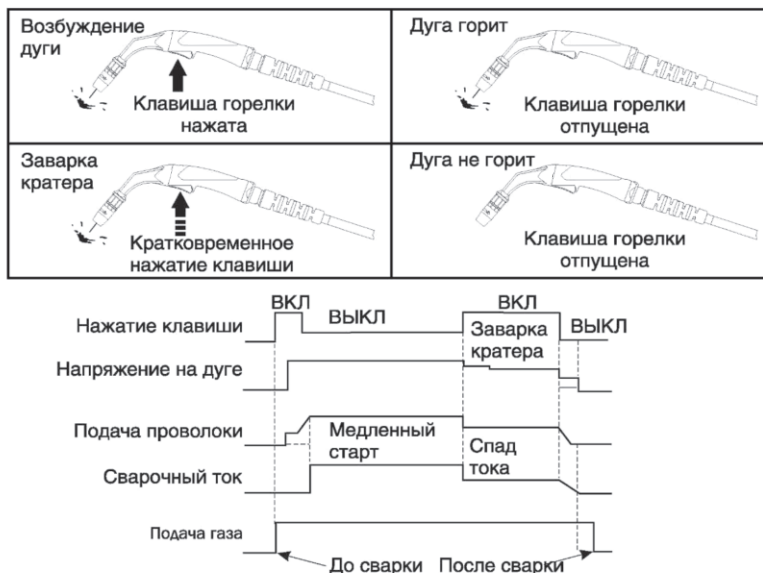 Возбуждение
дуги
Клавиша горелки
нажата
Дуга горит
Клавиша горелки
отпущена
Заварка
кратера
Кратковременное
нажатие клавиши
Дуга не горит
Клавиша горелки
отпущена
ВКЛ
ВЫКЛ
ВКЛ
ВЫКЛ
Нажатие клавиши
Заварка
кратера
Напряжение на дуге
Подача проволоки
Медленный
старт
Спад
тока
Сварочный ток
Подача газа
До сварки
После сварки